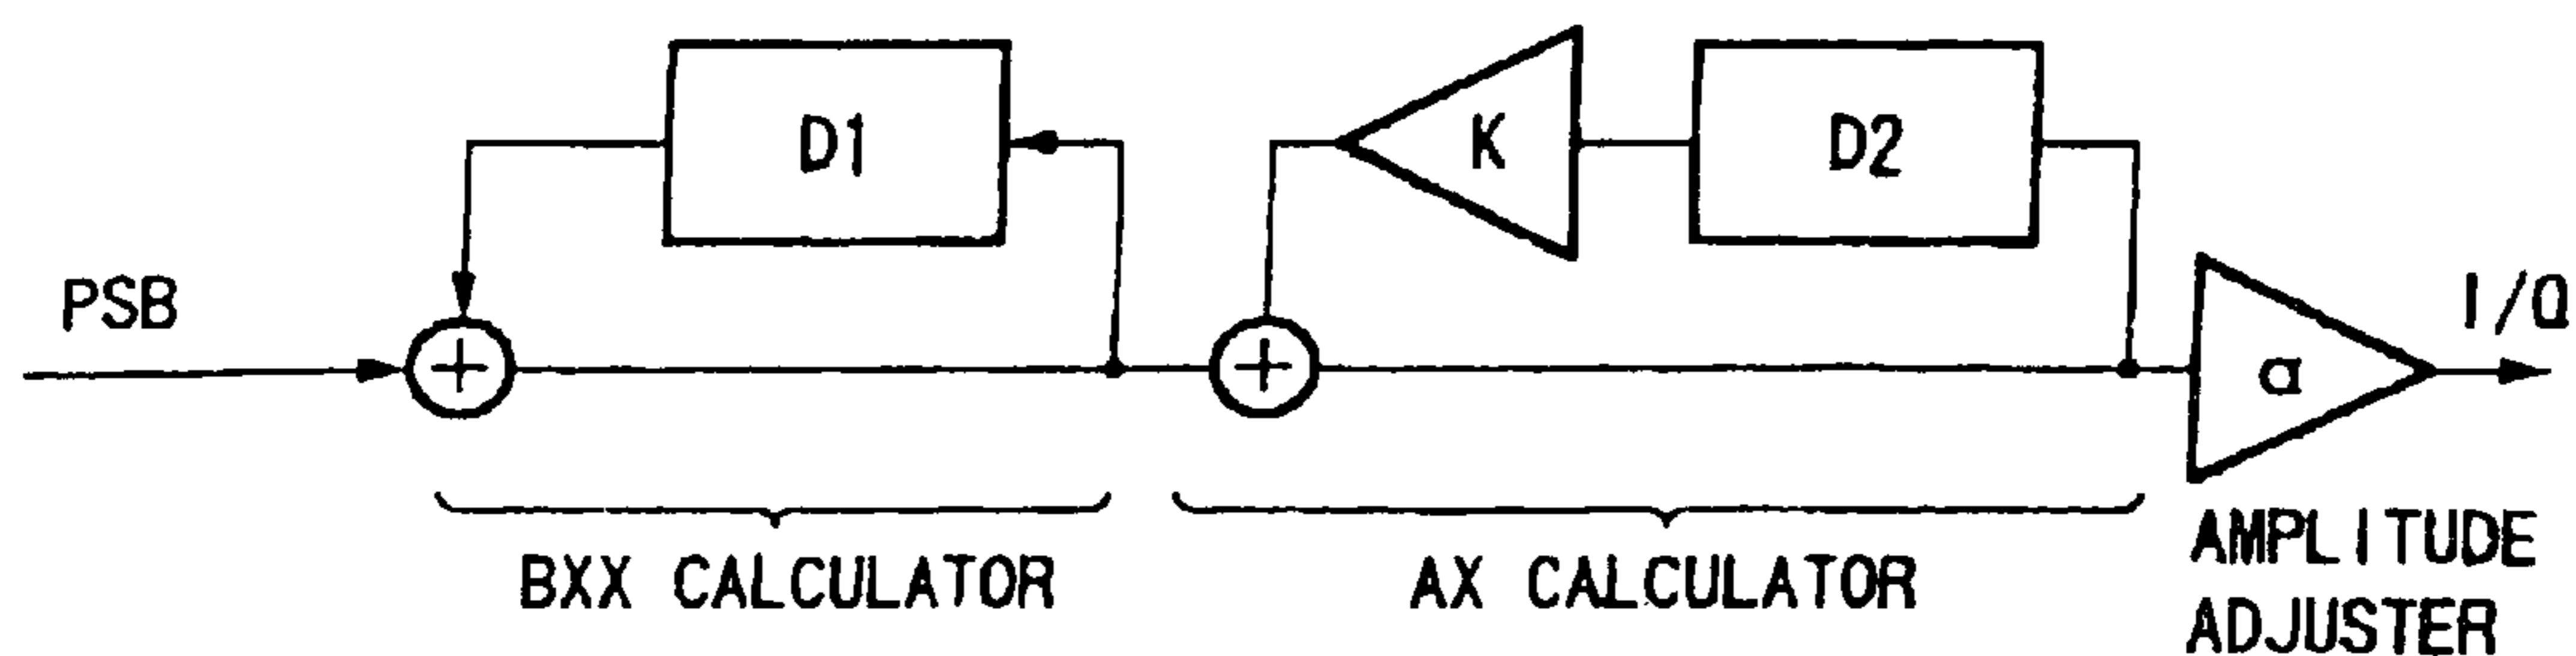 D1
K
D2
PSB
+
+
α
I/Q
BXX CALCULATOR
AX CALCULATOR
AMPLITUDE
ADJUSTER